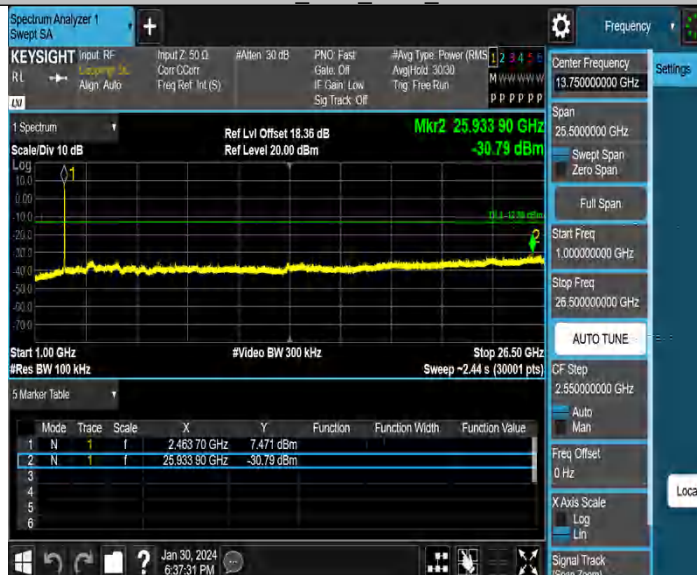 Spectrum Analyzer 1
Swept SA
Frequency
KEYSIGHT
Input: RF
Align: Auto
Input Z: 50 Ω
Corr CCorr
Freq Ref: Int (S)
#Atten: 30 dB
PNO: Fast
Gate: Off
IF Gain: Low
Sig Track: Off
#Avg Type: Power (RMS
Avg|Hold: 30/30
Trig: Free Run
1 2 3 4 5 6
M W W W W W
P P P P P P
RL
LXI
Center Frequency
13.750000000 GHz
Settings
Span
25.5000000 GHz
Swept Span
Zero Span
Full Span
Start Freq
1.000000000 GHz
Stop Freq
26.500000000 GHz
AUTO TUNE
CF Step
2.550000000 GHz
Auto
Man
Freq Offset
0 Hz
X Axis Scale
Log
Lin
Signal Track
(Span Zoom)
Loca
1 Spectrum
Scale/Div 10 dB
Ref Lvl Offset 18.36 dB
Ref Level 20.00 dBm
Mkr2 25.933 90 GHz
-30.79 dBm
Log
10.0
0.00
-10.0
-20.0
-30.0
-40.0
-50.0
-60.0
-70.0
1
2
Start 1.00 GHz
#Res BW 100 kHz
#Video BW 300 kHz
Stop 26.50 GHz
Sweep ~2.44 s (30001 pts)
5 Marker Table
Mode Trace Scale X Y Function Function Width Function Value
1 N 1 f 2.463 70 GHz 7.471 dBm
2 N 1 f 25.933 90 GHz -30.79 dBm
3
4
5
6
?
Jan 30, 2024
6:37:31 PM